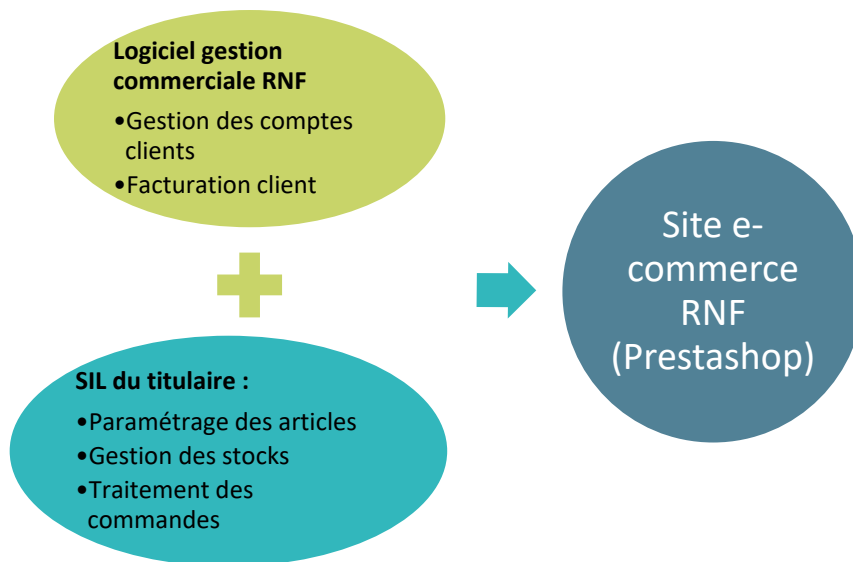 Logiciel gestion
commerciale RNF
•Gestion des comptes
clients
•Facturation client
SIL du titulaire :
•Paramétrage des articles
•Gestion des stocks
•Traitement des
commandes
Site e-
commerce
RNF
(Prestashop)